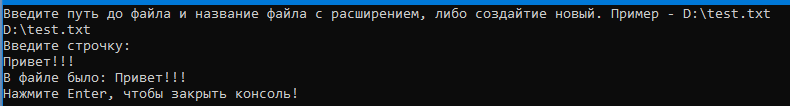 Введите путь до файла и название файла с расширением, либо создайтие новый. Пример - D:\test.txt
D:\test.txt
Введите строчку:
Привет!!!
В файле было: Привет!!!
Нажмите Enter, чтобы закрыть консоль!